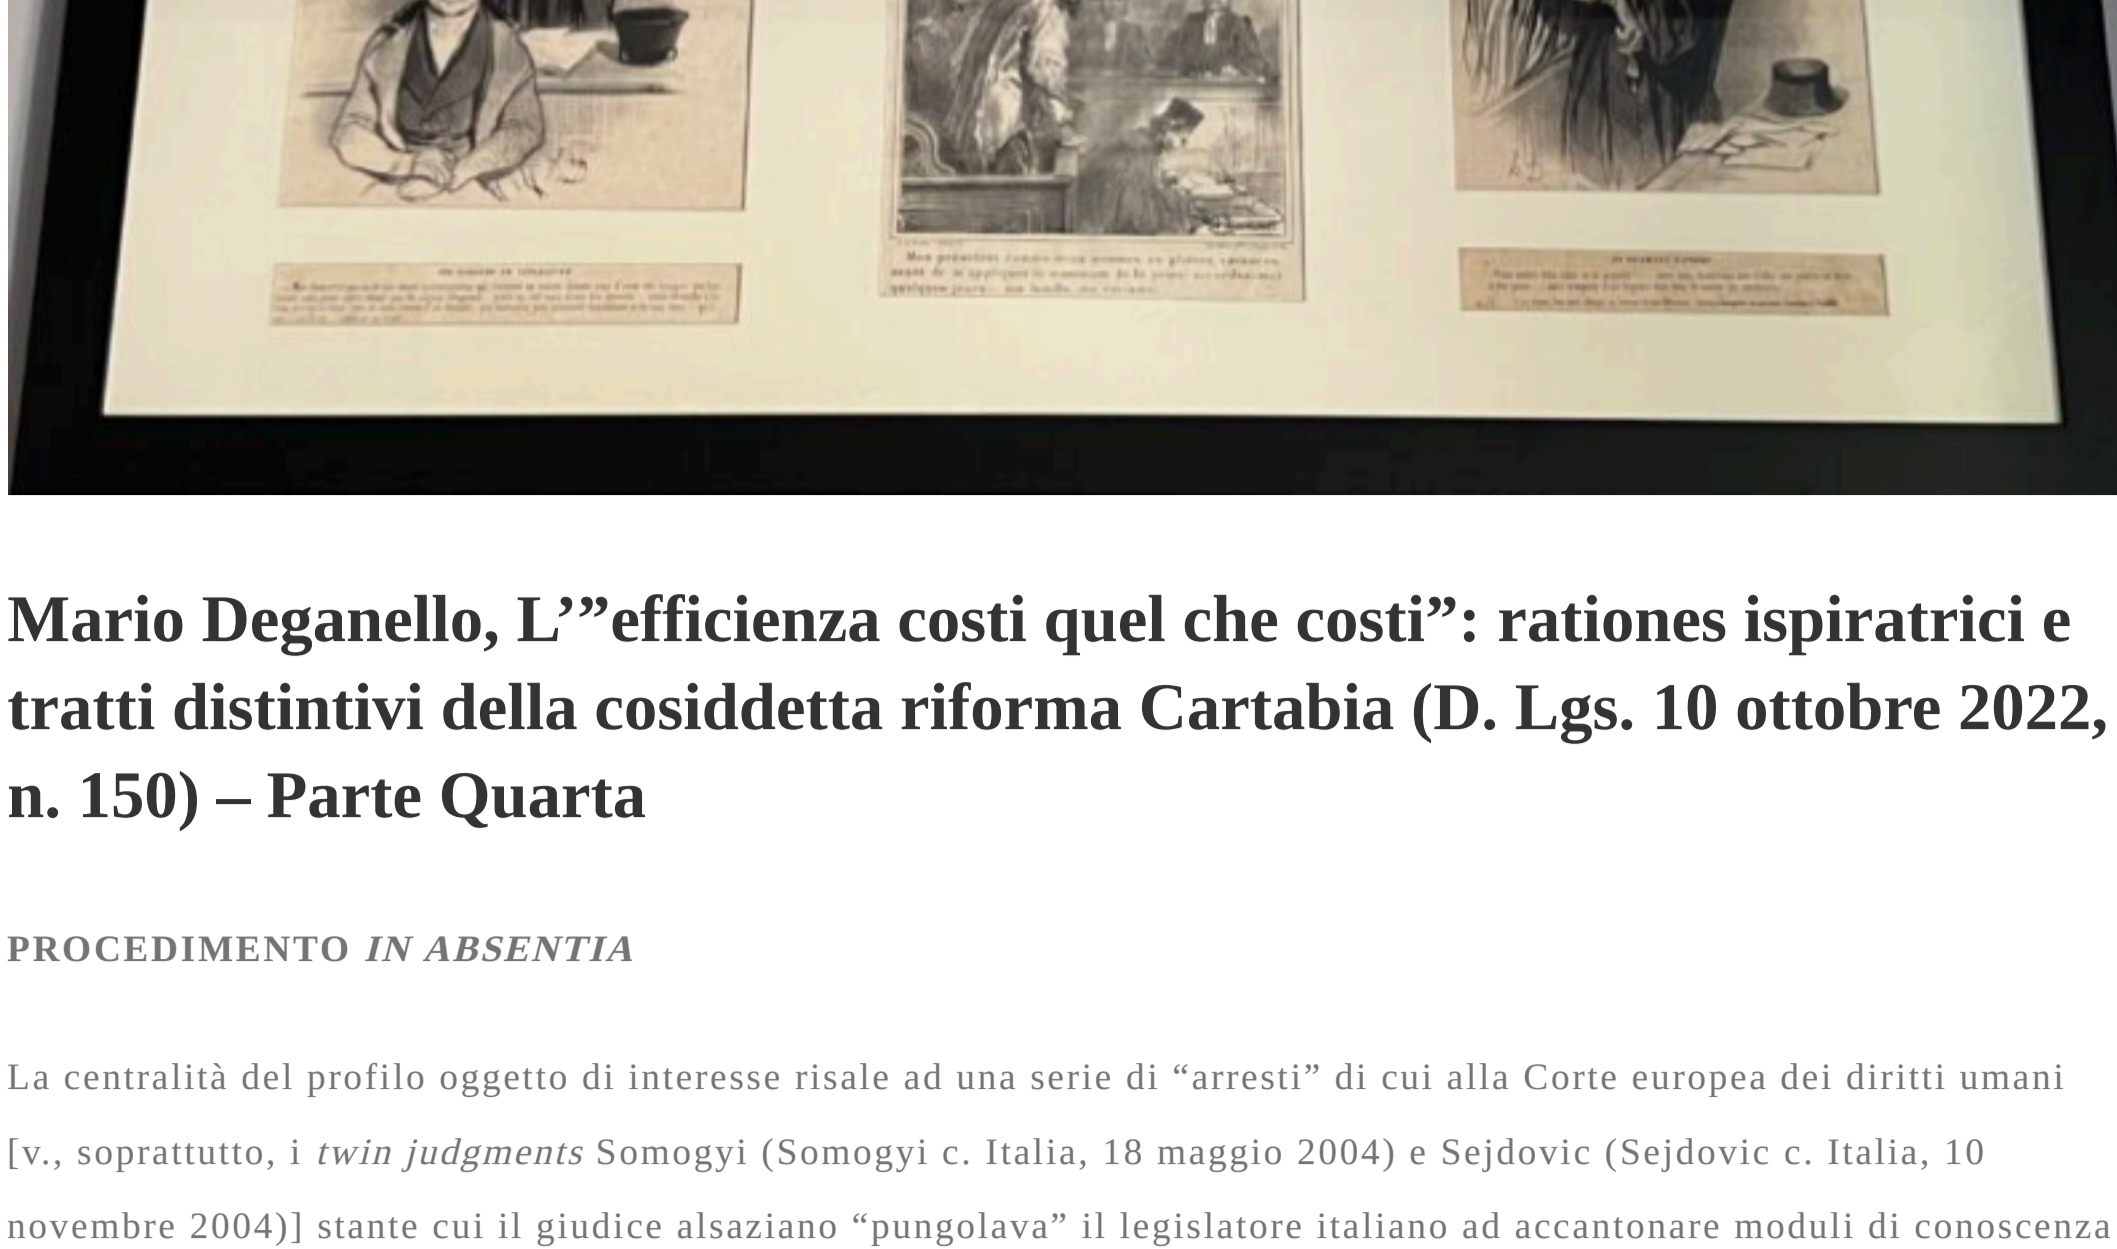 Mario Deganello, L’”efficienza costi quel che costi”: rationes ispiratrici e
tratti distintivi della cosiddetta riforma Cartabia (D. Lgs. 10 ottobre 2022,
n. 150) – Parte Quarta
PROCEDIMENTO IN ABSENTIA
La centralità del profilo oggetto di interesse risale ad una serie di “arresti” di cui alla Corte europea dei diritti umani
[v., soprattutto, i twin judgments Somogyi (Somogyi c. Italia, 18 maggio 2004) e Sejdovic (Sejdovic c. Italia, 10
novembre 2004)] stante cui il giudice alsaziano “pungolava” il legislatore italiano ad accantonare moduli di conoscenza